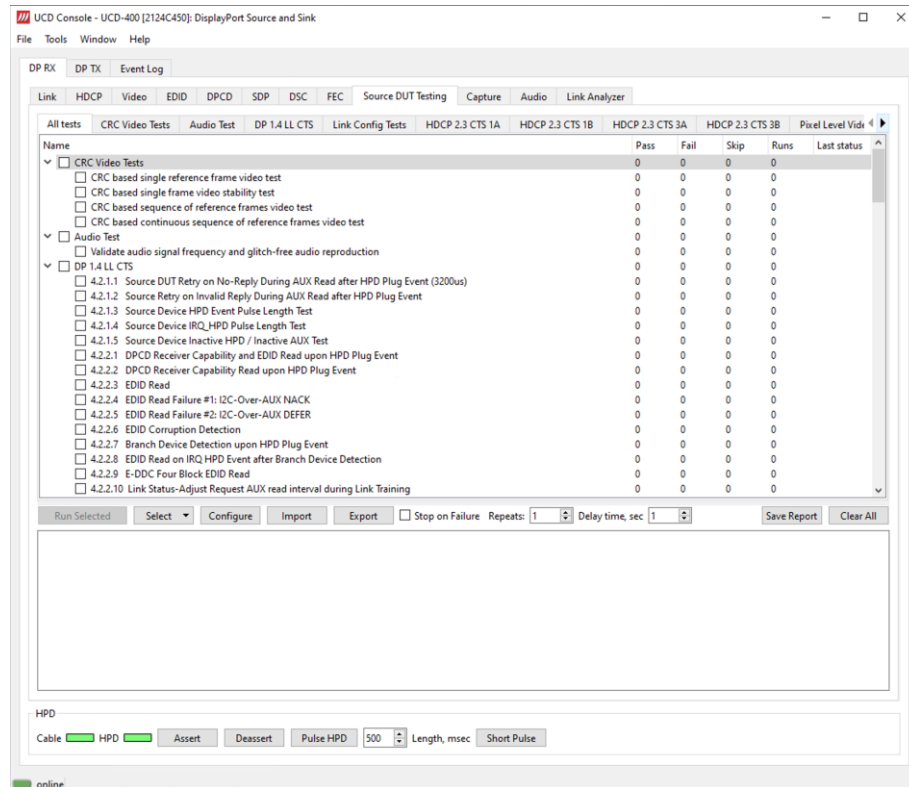 UCD Console - UCD-400 [2124C450]: DisplayPort Source and Sink
File Tools Window Help
DP RX DP TX Event Log
Link HDCP Video EDID DPCD SDP DSC FEC Source DUT Testing Capture Audio Link Analyzer
All tests CRC Video Tests Audio Test DP 1.4 LL CTS Link Config Tests HDCP 2.3 CTS 1A HDCP 2.3 CTS 1B HDCP 2.3 CTS 3A HDCP 2.3 CTS 3B Pixel Level Vide
Name Pass Fail Skip Runs Last status
CRC Video Tests 0 0 0 0
CRC based single reference frame video test 0 0 0 0
CRC based single frame video stability test 0 0 0 0
CRC based sequence of reference frames video test 0 0 0 0
CRC based continuous sequence of reference frames video test 0 0 0 0
Audio Test 0 0 0 0
Validate audio signal frequency and glitch-free audio reproduction 0 0 0 0
DP 1.4 LL CTS 0 0 0 0
4.2.1.1 Source DUT Retry on No-Reply During AUX Read after HPD Plug Event (3200us) 0 0 0 0
4.2.1.2 Source Retry on Invalid Reply During AUX Read after HPD Plug Event 0 0 0 0
4.2.1.3 Source Device HPD Event Pulse Length Test 0 0 0 0
4.2.1.4 Source Device IRQ_HPD Pulse Length Test 0 0 0 0
4.2.1.5 Source Device Inactive HPD / Inactive AUX Test 0 0 0 0
4.2.2.1 DPCD Receiver Capability and EDID Read upon HPD Plug Event 0 0 0 0
4.2.2.2 DPCD Receiver Capability Read upon HPD Plug Event 0 0 0 0
4.2.2.3 EDID Read 0 0 0 0
4.2.2.4 EDID Read Failure #1: I2C-Over-AUX NACK 0 0 0 0
4.2.2.5 EDID Read Failure #2: I2C-Over-AUX DEFER 0 0 0 0
4.2.2.6 EDID Corruption Detection 0 0 0 0
4.2.2.7 Branch Device Detection upon HPD Plug Event 0 0 0 0
4.2.2.8 EDID Read on IRQ HPD Event after Branch Device Detection 0 0 0 0
4.2.2.9 E-DDC Four Block EDID Read 0 0 0 0
4.2.2.10 Link Status-Adjust Request AUX read interval during Link Training 0 0 0 0
Run Selected Select Configure Import Export Stop on Failure Repeats: 1 Delay time, sec 1 Save Report Clear All
HPD
Cable HPD Assert Deassert Pulse HPD 500 Length, msec Short Pulse
online